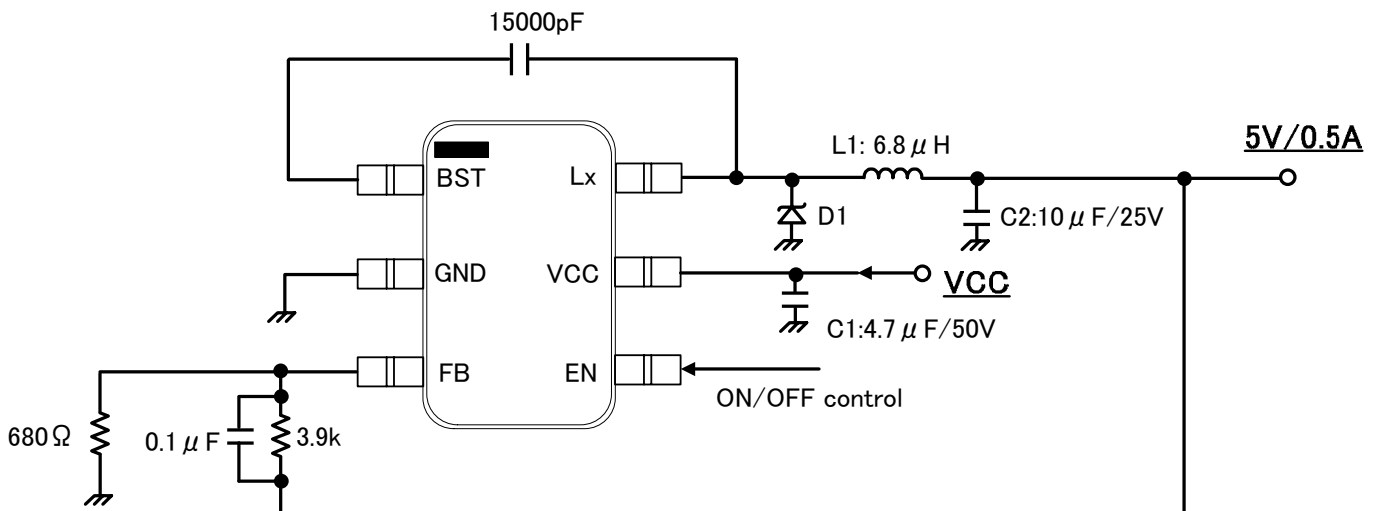 15000pF
BST
Lx
L1: 6.8μH
5V/0.5A
D1
C2:10μF/25V
GND
VCC
VCC
C1:4.7μF/50V
FB
EN
ON/OFF control
680Ω
0.1μF
3.9k